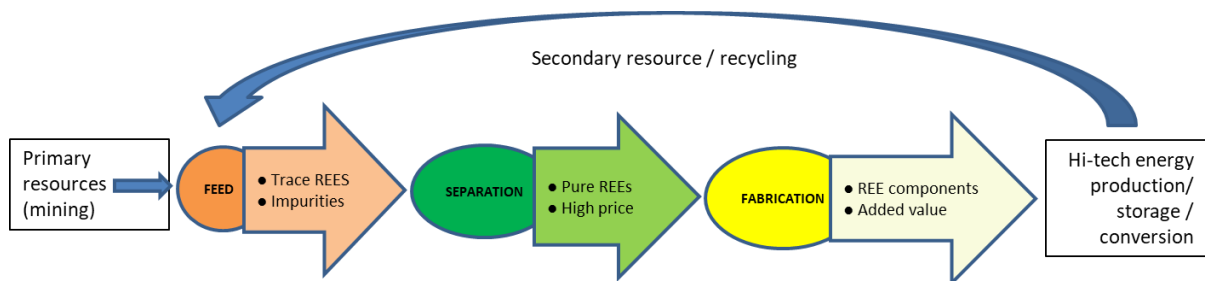 Secondary resource / recycling
Primary
resources
(mining)
FEED
● Trace REES
● Impurities
SEPARATION
● Pure REEs
● High price
FABRICATION
● REE components
● Added value
Hi-tech energy
production/
storage /
conversion